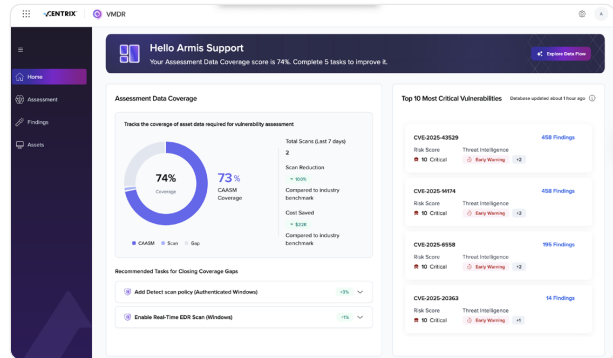 CENTRIX
VMDR
A
Hello Armis Support
Your Assessment Data Coverage score is 74%. Complete 5 tasks to improve it.
Explore Data Flow
Home
Assessment
Findings
Assets
Assessment Data Coverage
Tracks the coverage of asset data required for vulnerability assessment
74%
Coverage
73%
CAASM
Coverage
CAASM
Scan
Gap
Total Scans (Last 7 days)
2
Scan Reduction
100%
Compared to industry
benchmark
Cost Saved
Compared to industry
benchmark
Recommended Tasks for Closing Coverage Gaps
Add Detect scan policy (Authenticated Windows)
+3%
Enable Real-Time EDR Scan (Windows)
+1%
Top 10 Most Critical Vulnerabilities
Database updated about 1 hour ago
CVE-2025-43529
458 Findings
Risk Score
Threat Intelligence
10 Critical
Early Warning
+2
CVE-2025-14174
458 Findings
Risk Score
Threat Intelligence
10 Critical
Early Warning
CVE-2025-6558
195 Findings
Risk Score
Threat Intelligence
10 Critical
Early Warning
CVE-2025-20363
14 Findings
Risk Score
Threat Intelligence
10 Critical
Early Warning
+1